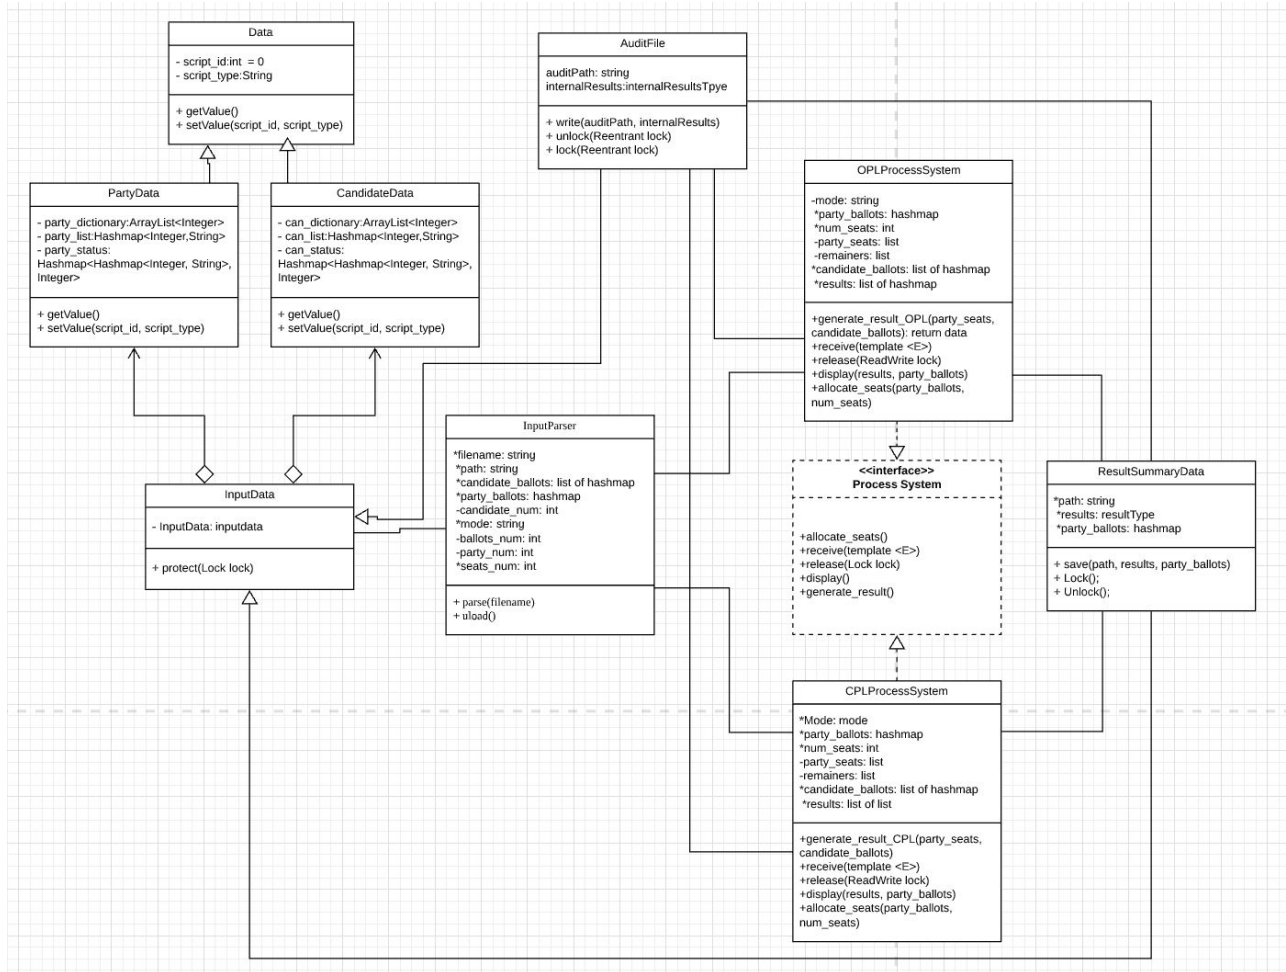 Data
- script_id:int = 0
- script_type:String
+ getValue()
+ setValue(script_id, script_type)
AuditFile
auditPath: string
internalResults:internalResultsTpye
+ write(auditPath, internalResults)
+ unlock(Reentrant lock)
+ lock(Reentrant lock)
PartyData
- party_dictionary:ArrayList<Integer>
- party_list:Hashmap<Integer,String>
- party_status:
Hashmap<Hashmap<Integer, String>,
Integer>
+ getValue()
+ setValue(script_id, script_type)
CandidateData
- can_dictionary:ArrayList<Integer>
- can_list:Hashmap<Integer,String>
- can_status:
Hashmap<Hashmap<Integer, String>,
Integer>
+ getValue()
+ setValue(script_id, script_type)
OPLProcessSystem
-mode: string
*party_ballots: hashmap
*num_seats: int
-party_seats: list
-remainers: list
*candidate_ballots: list of hashmap
*results: list of hashmap
+generate_result_OPL(party_seats,
candidate_ballots): return data
+receive(template <E>)
+release(ReadWrite lock)
+display(results, party_ballots)
+allocate_seats(party_ballots,
num_seats)
InputParser
*filename: string
*path: string
*candidate_ballots: list of hashmap
*party_ballots: hashmap
-candidate_num: int
*mode: string
-ballots_num: int
-party_num: int
*seats_num: int
+ parse(filename)
+ uload()
InputData
- InputData: inputdata
+ protect(Lock lock)
<<interface>>
Process System
+allocate_seats()
+receive(template <E>)
+release(Lock lock)
+display()
+generate_result()
ResultSummaryData
*path: string
*results: resultType
*party_ballots: hashmap
+ save(path, results, party_ballots)
+ Lock();
+ Unlock();
CPLProcessSystem
*Mode: mode
*party_ballots: hashmap
*num_seats: int
-party_seats: list
-remainers: list
*candidate_ballots: list of hashmap
*results: list of list
+generate_result_CPL(party_seats,
candidate_ballots)
+receive(template <E>)
+release(ReadWrite lock)
+display(results, party_ballots)
+allocate_seats(party_ballots,
num_seats)